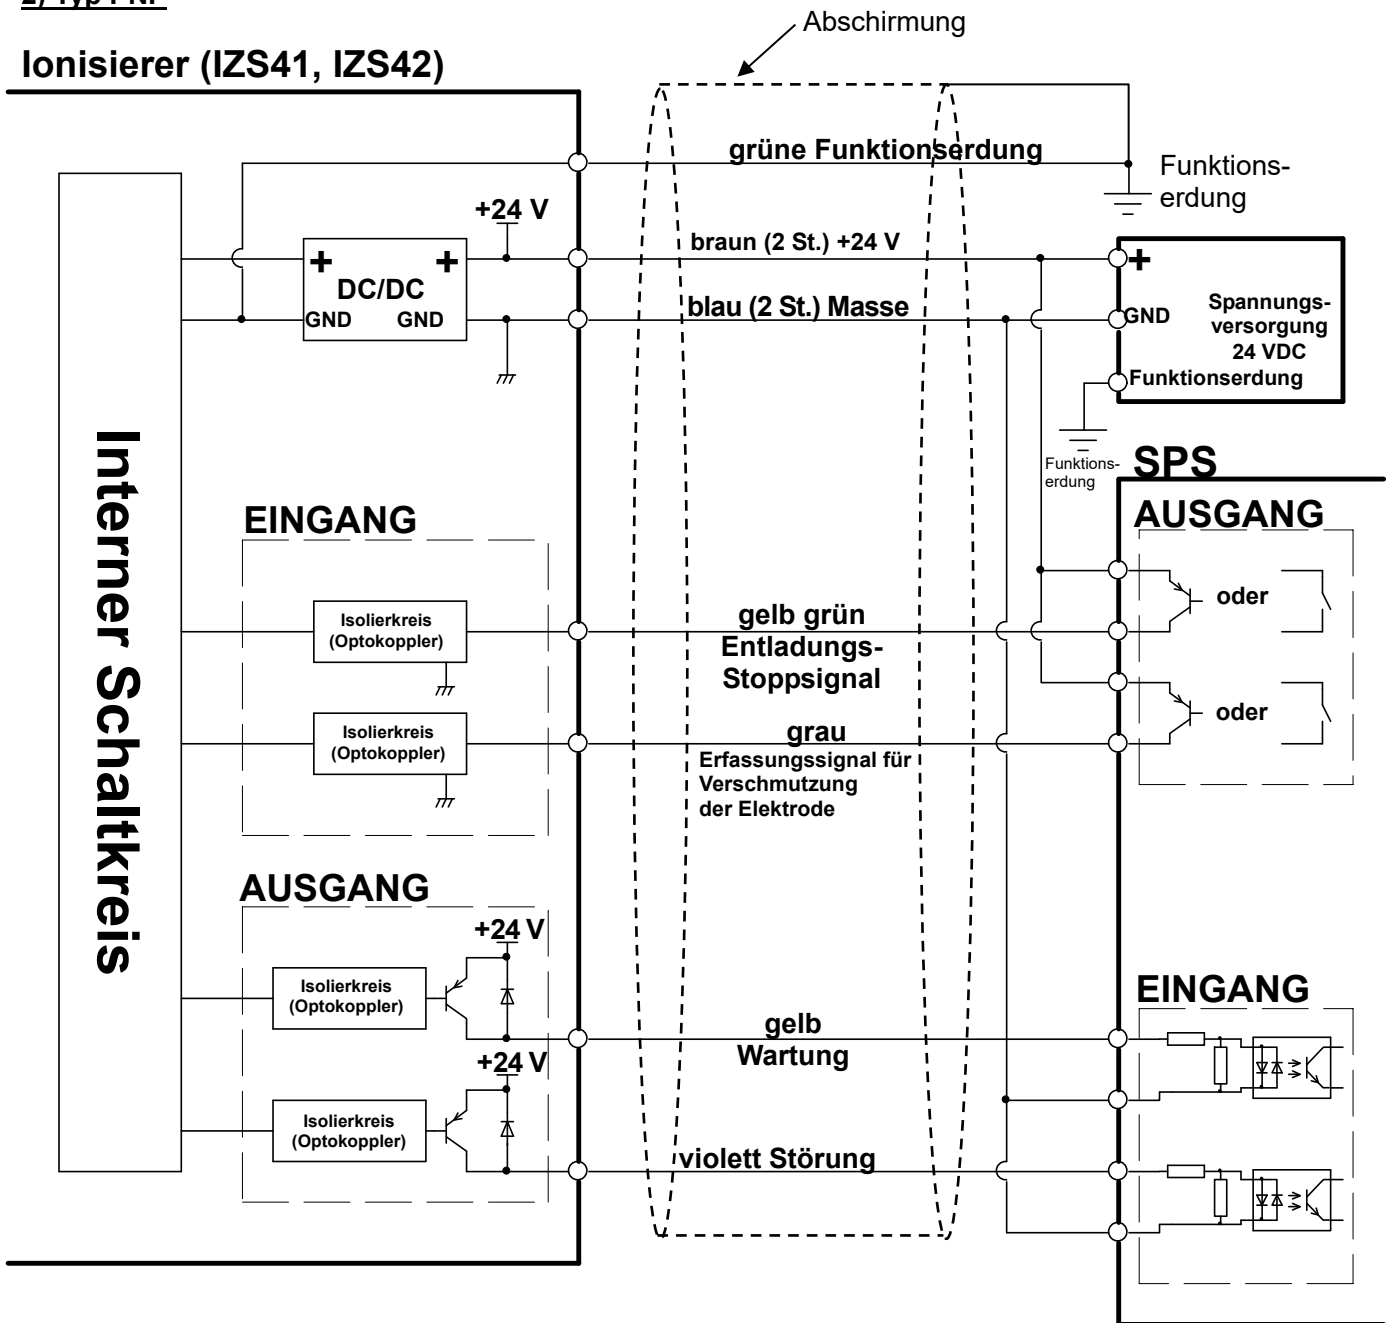 2) Typ PNP
Abschirmung
Ionisierer (IZS41, IZS42)
grüne Funktionserdung
Funktions-
erdung
+24 V
braun (2 St.) +24 V
+ +
DC/DC
GND GND
blau (2 St.) Masse
+
GND
Spannungs-
versorgung
24 VDC
Funktionserdung
Funktions-
erdung
SPS
Interner Schaltkreis
EINGANG
AUSGANG
Isolierkreis
(Optokoppler)
gelb grün
Entladungs-
Stoppsignal
oder
Isolierkreis
(Optokoppler)
grau
Erfassungssignal für
Verschmutzung
der Elektrode
oder
AUSGANG
+24 V
Isolierkreis
(Optokoppler)
gelb
Wartung
EINGANG
+24 V
Isolierkreis
(Optokoppler)
violett Störung